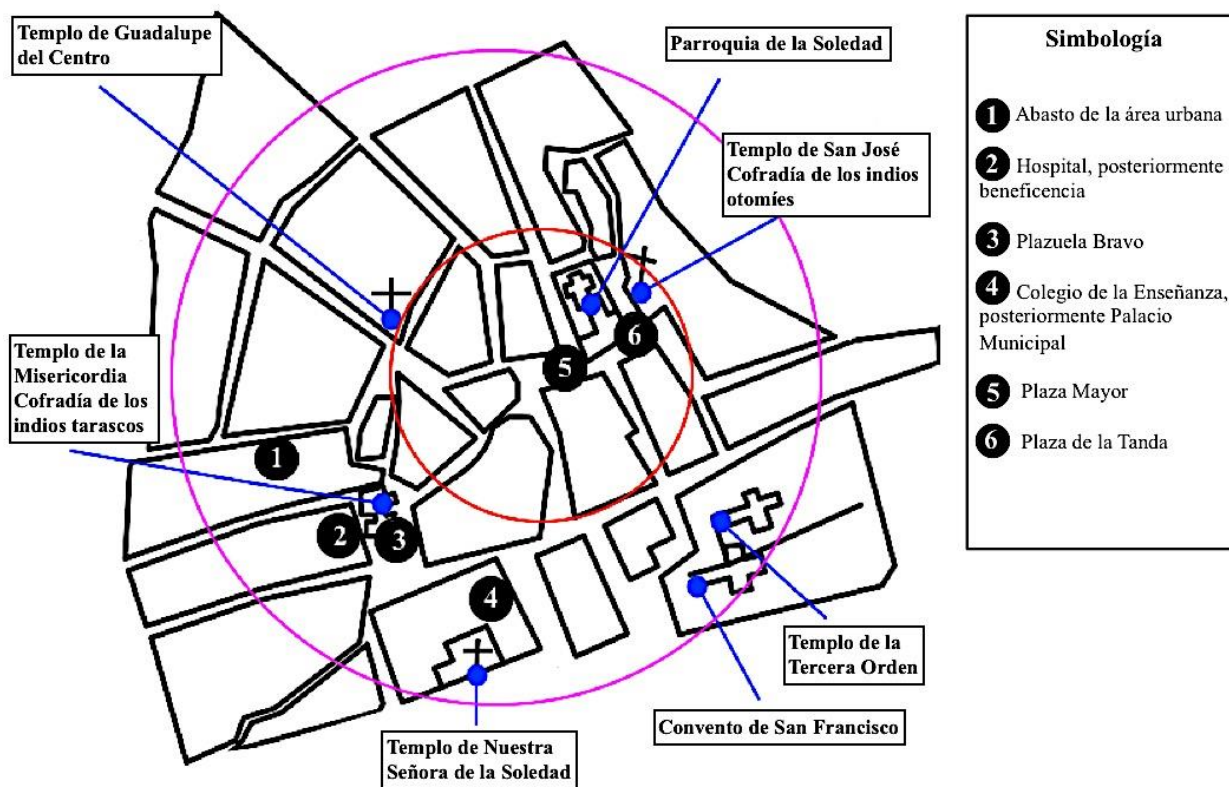 Templo de Guadalupe
del Centro
Parroquia de la Soledad
Templo de San José
Cofradía de los indios
otomíes
Templo de la
Misericordia
Cofradía de los
indios tarascos
1
2
3
4
5
6
Templo de la
Tercera Orden
Convento de San Francisco
Templo de Nuestra
Señora de la Soledad
Simbología
1 Abasto de la área urbana
2 Hospital, posteriormente
beneficencia
3 Plazuela Bravo
4 Colegio de la Enseñanza,
posteriormente Palacio
Municipal
5 Plaza Mayor
6 Plaza de la Tanda